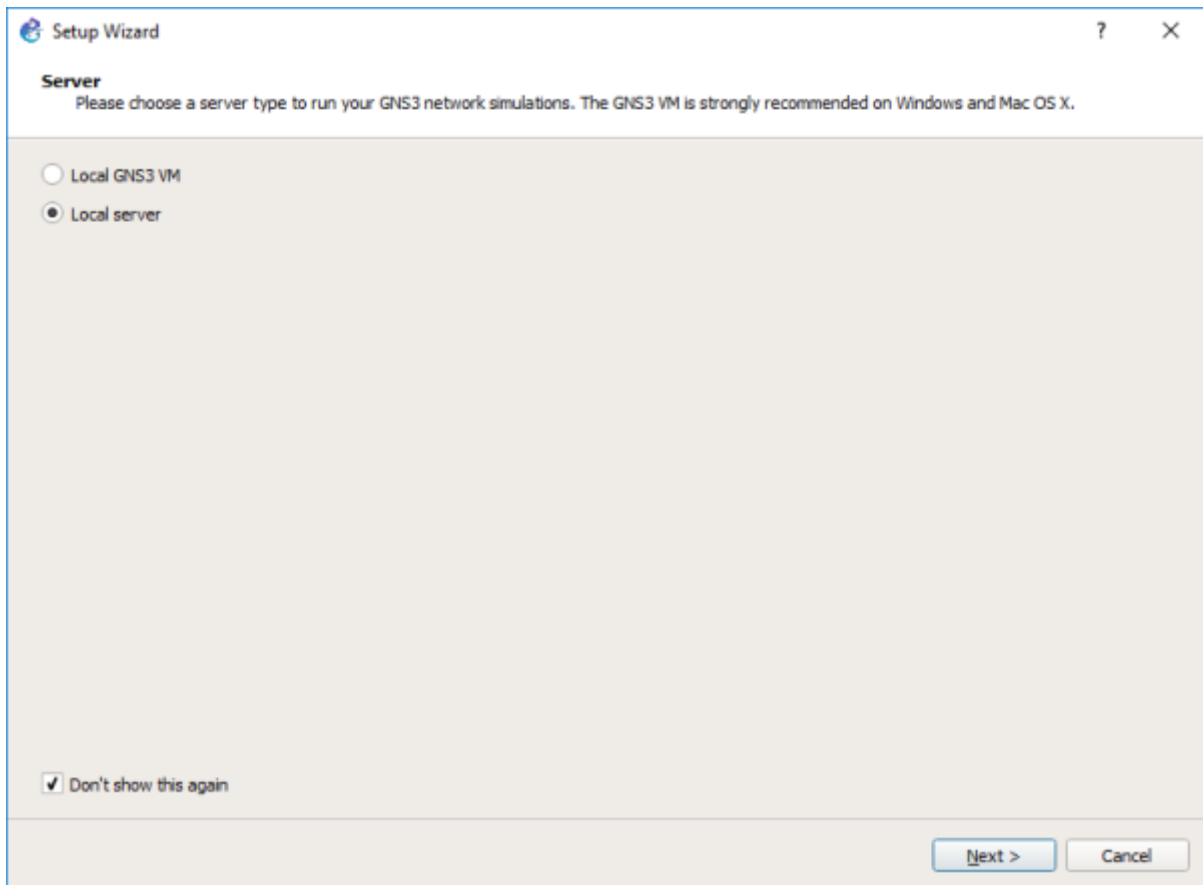 Setup Wizard
?
Server
Please choose a server type to run your GNS3 network simulations. The GNS3 VM is strongly recommended on Windows and Mac OS X.
Local GNS3 VM
Local server
Don't show this again
Next >
Cancel